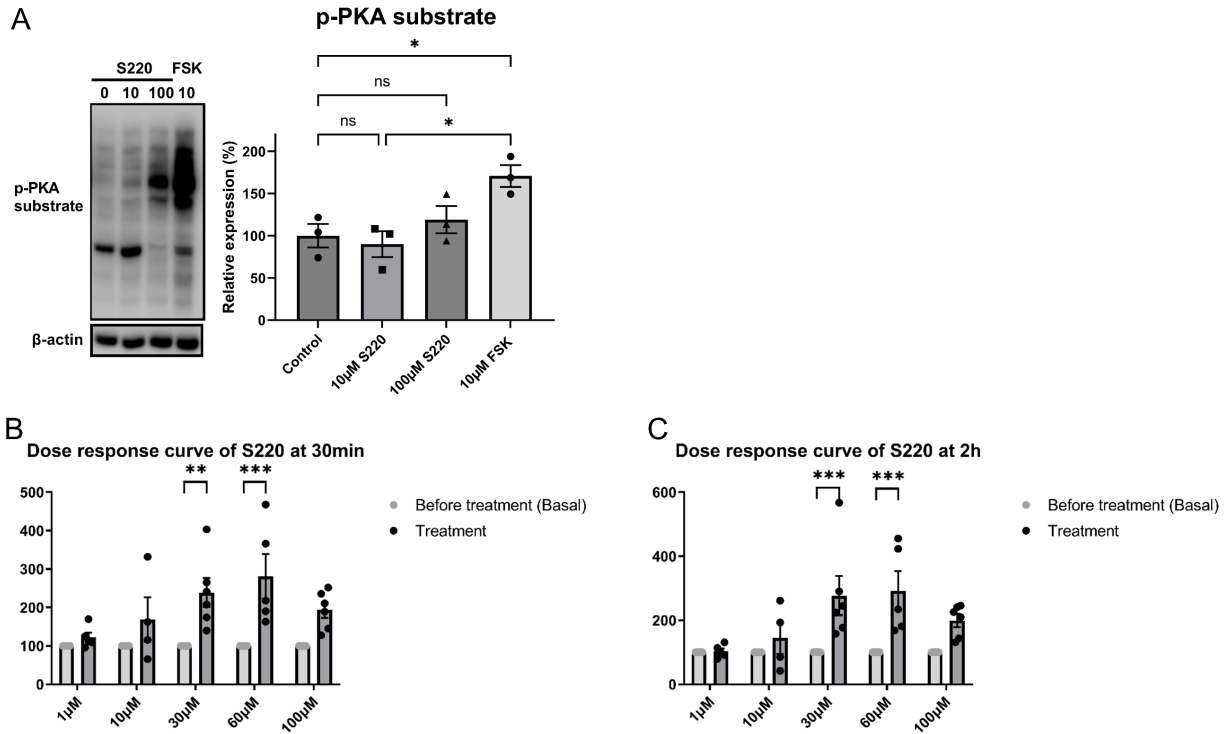 A
p-PKA substrate
S220 FSK
0 10 100 10
p-PKA
substrate
β-actin
*
ns
ns
*
Relative expression (%)
200
150
100
50
0
Control
10µM S220
100µM S220
10µM FSK
B
Dose response curve of S220 at 30min
** ***
500
400
300
200
100
0
1µM
10µM
30µM
60µM
100µM
Before treatment (Basal)
Treatment
C
Dose response curve of S220 at 2h
*** ***
600
400
200
0
1µM
10µM
30µM
60µM
100µM
Before treatment (Basal)
Treatment